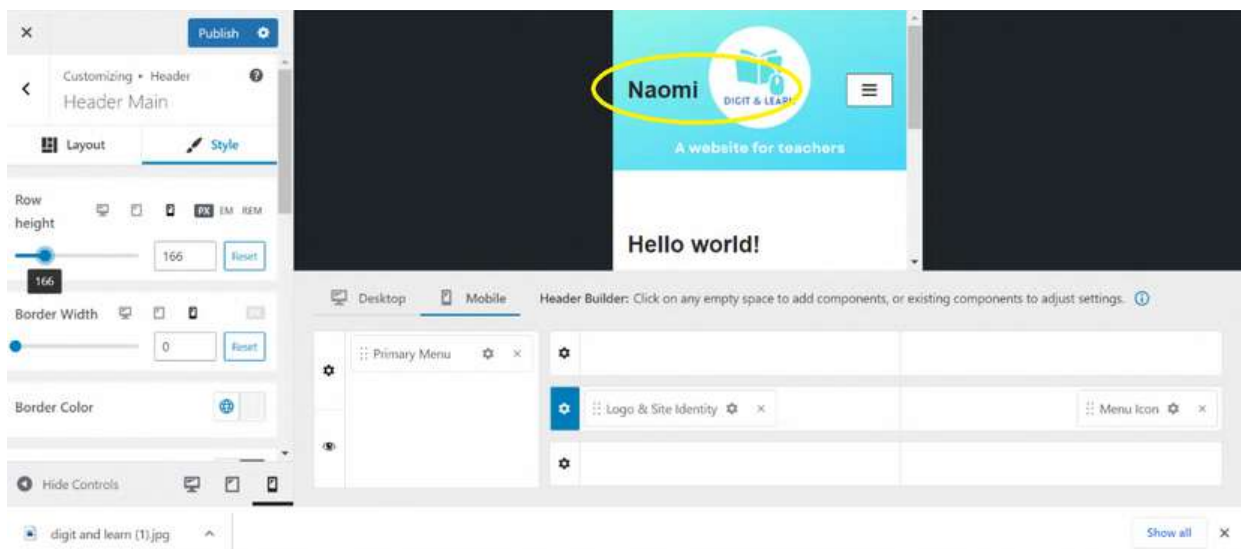 Publish
Customizing • Header
Header Main
Layout
Style
Row
height
PX EM REM
166
Reset
166
Border Width
0
Reset
Border Color
Hide Controls
Naomi
DIGIT & LEARN
A website for teachers
Hello world!
Desktop
Mobile
Header Builder: Click on any empty space to add components, or existing components to adjust settings.
Primary Menu
Logo & Site Identity
Menu Icon
digit and learn (1).jpg
Show all